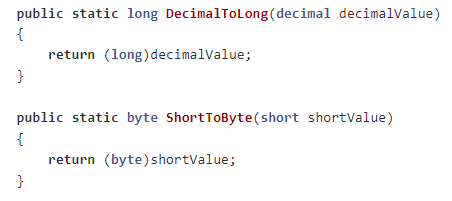 public static long DecimalToLong(decimal decimalValue)
{
    return (long)decimalValue;
}

public static byte ShortToByte(short shortValue)
{
    return (byte)shortValue;
}